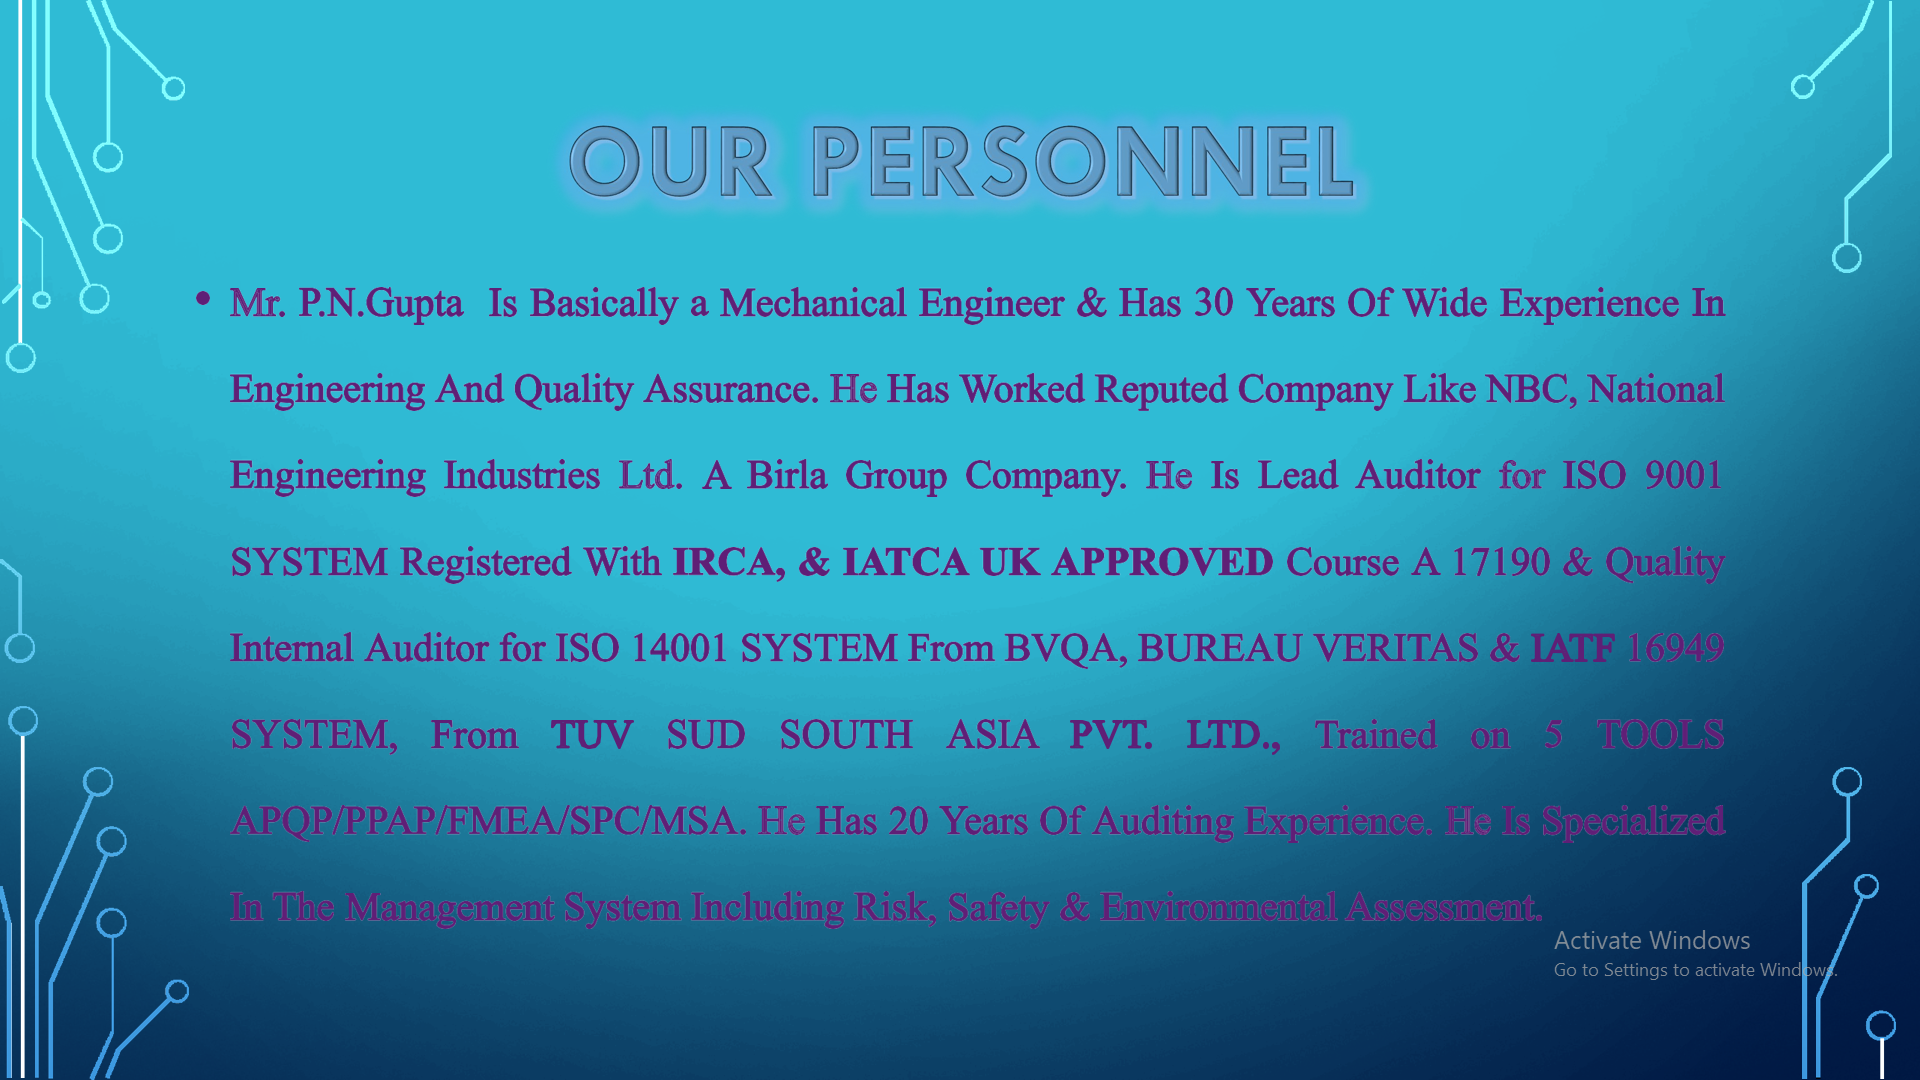 OUR PERSONNEL
• Mr. P.N.Gupta Is Basically a Mechanical Engineer & Has 30 Years Of Wide Experience In
Engineering And Quality Assurance. He Has Worked Reputed Company Like NBC, National
Engineering Industries Ltd. A Birla Group Company. He Is Lead Auditor for ISO 9001
SYSTEM Registered With IRCA, & IATCA UK APPROVED Course A 17190 & Quality
Internal Auditor for ISO 14001 SYSTEM From BVQA, BUREAU VERITAS & IATF 16949
SYSTEM, From TUV SUD SOUTH ASIA PVT. LTD., Trained on 5 TOOLS
APQP/PPAP/FMEA/SPC/MSA. He Has 20 Years Of Auditing Experience. He Is Specialized
In The Management System Including Risk, Safety & Environmental Assessment.
Activate Windows
Go to Settings to activate Windows.